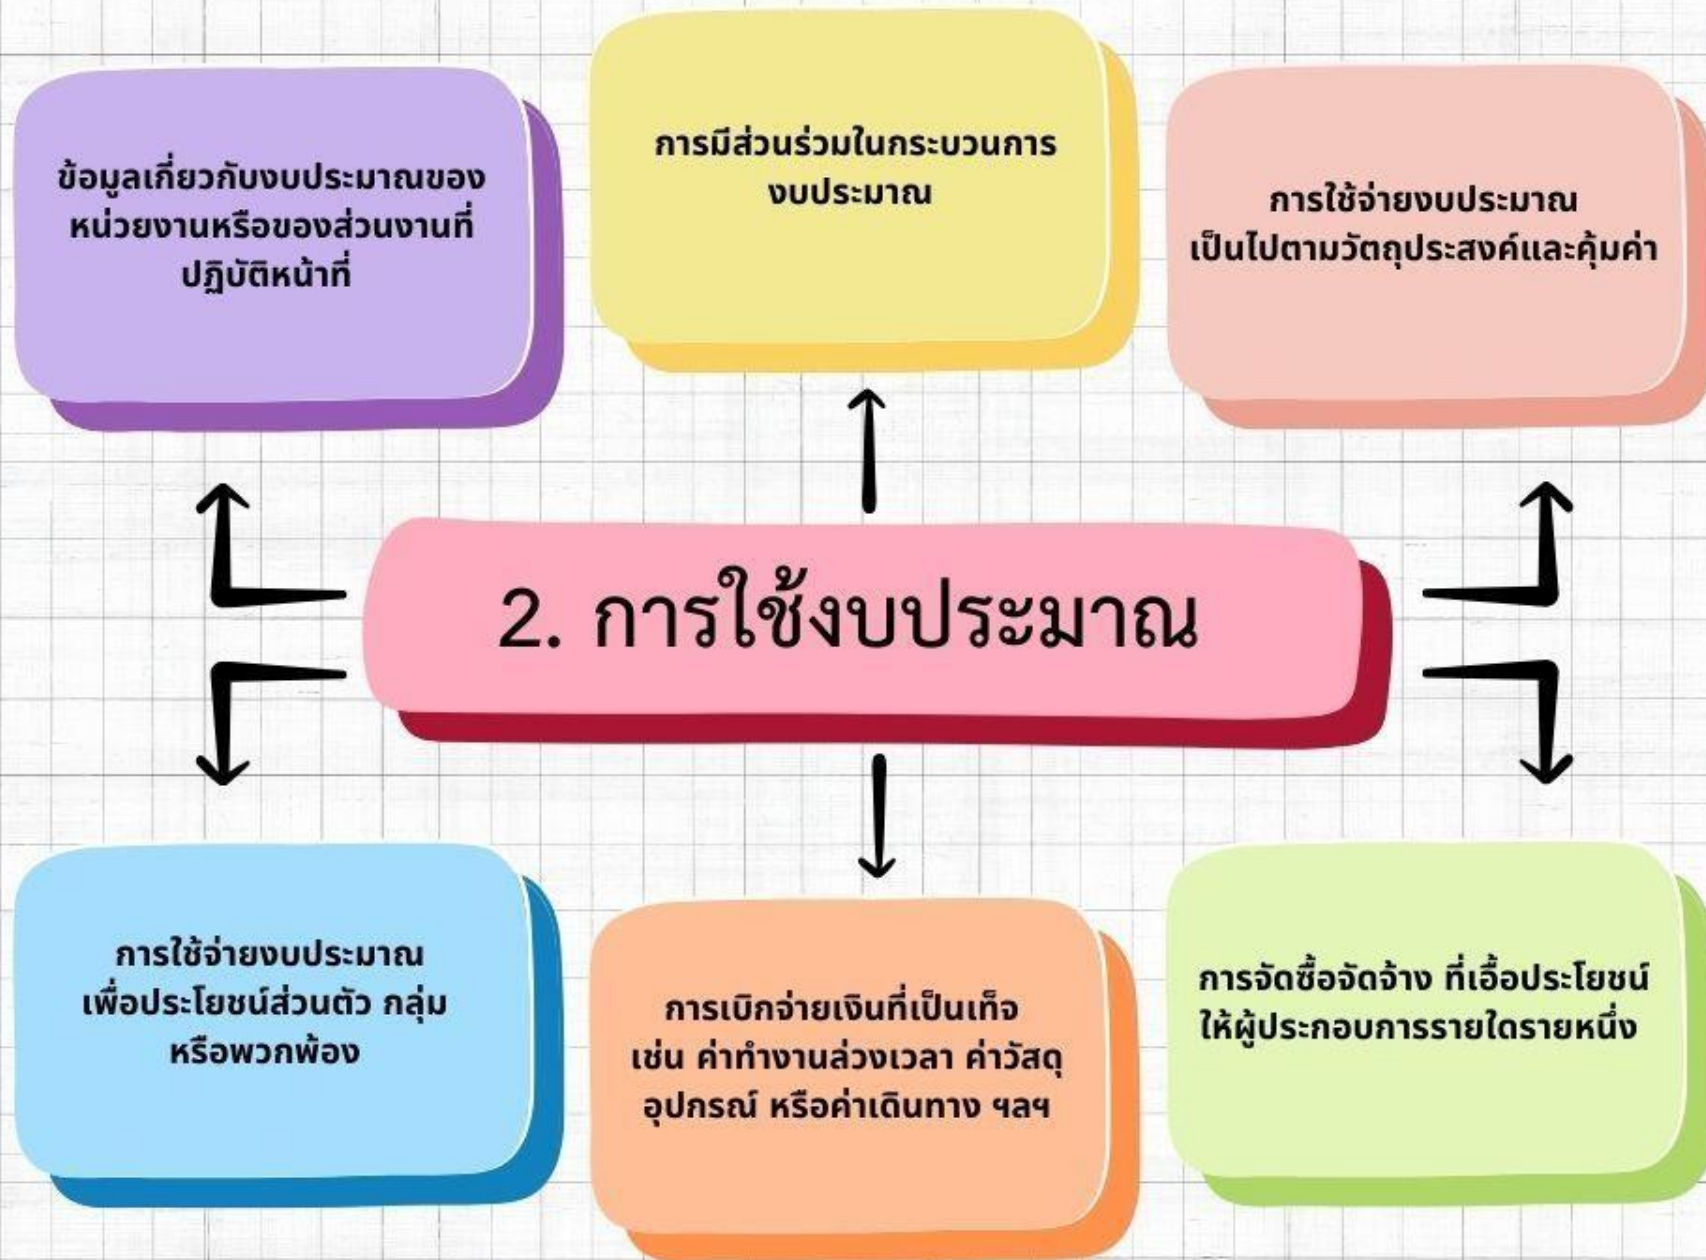 ข้อมูลเกี่ยวกับงบประมาณของ
หน่วยงานหรือของส่วนงานที่
ปฏิบัติหน้าที่
การมีส่วนร่วมในกระบวนการ
งบประมาณ
การใช้จ่ายงบประมาณ
เป็นไปตามวัตถุประสงค์และคุ้มค่า
2. การใช้งบประมาณ
การใช้จ่ายงบประมาณ
เพื่อประโยชน์ส่วนตัว กลุ่ม
หรือพวกพ้อง
การเบิกจ่ายเงินที่เป็นเท็จ
เช่น ค่าทำงานล่วงเวลา ค่าวัสดุ
อุปกรณ์ หรือค่าเดินทาง ฯลฯ
การจัดซื้อจัดจ้าง ที่เอื้อประโยชน์
ให้ผู้ประกอบการรายใดรายหนึ่ง